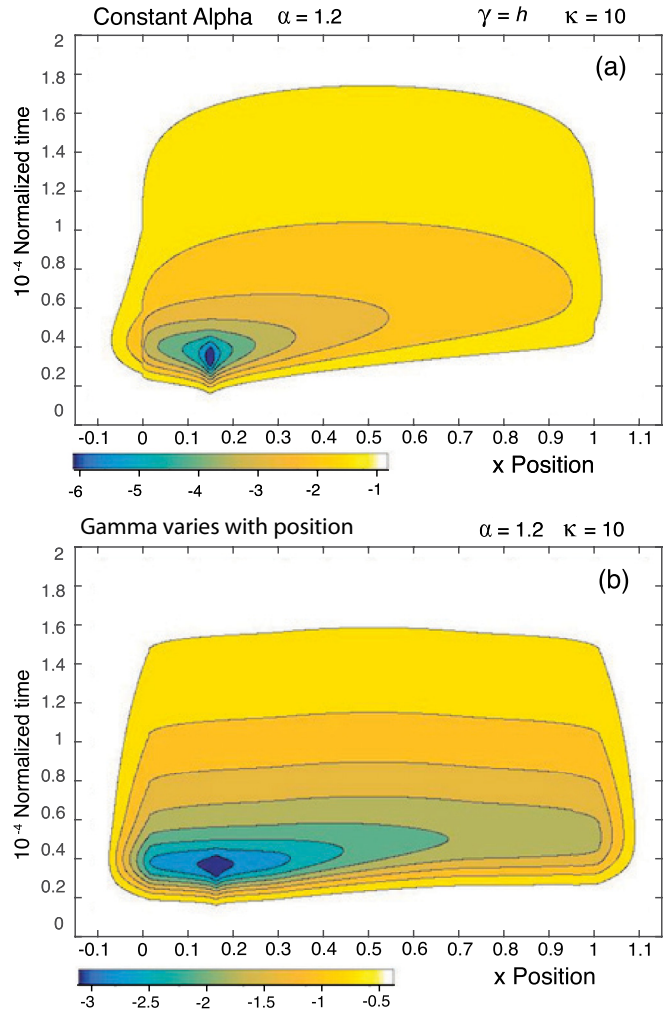 Constant Alpha α = 1.2 γ = h κ = 10
(a)
2
1.8
1.6
1.4
1.2
1
0.8
0.6
0.4
0.2
0
10⁻⁴ Normalized time
-0.1 0 0.1 0.2 0.3 0.4 0.5 0.6 0.7 0.8 0.9 1 1.1
x Position
-6 -5 -4 -3 -2 -1
Gamma varies with position α = 1.2 κ = 10
(b)
2
1.8
1.6
1.4
1.2
1
0.8
0.6
0.4
0.2
0
10⁻⁴ Normalized time
-0.1 0 0.1 0.2 0.3 0.4 0.5 0.6 0.7 0.8 0.9 1 1.1
x Position
-3 -2.5 -2 -1.5 -1 -0.5